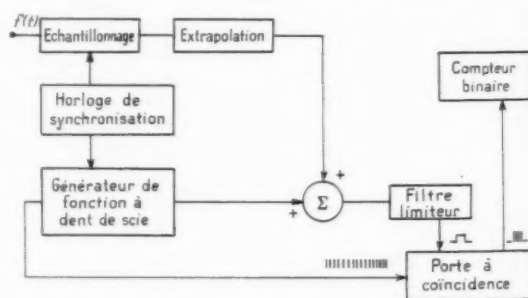 f(t)
Echantillonnage
Extrapolation
Compteur
binaire
Horloge de
synchronisation
Générateur de
fonction à
dent de scie
+
+
Σ
Filtre
limiteur
Porte à
coïncidence